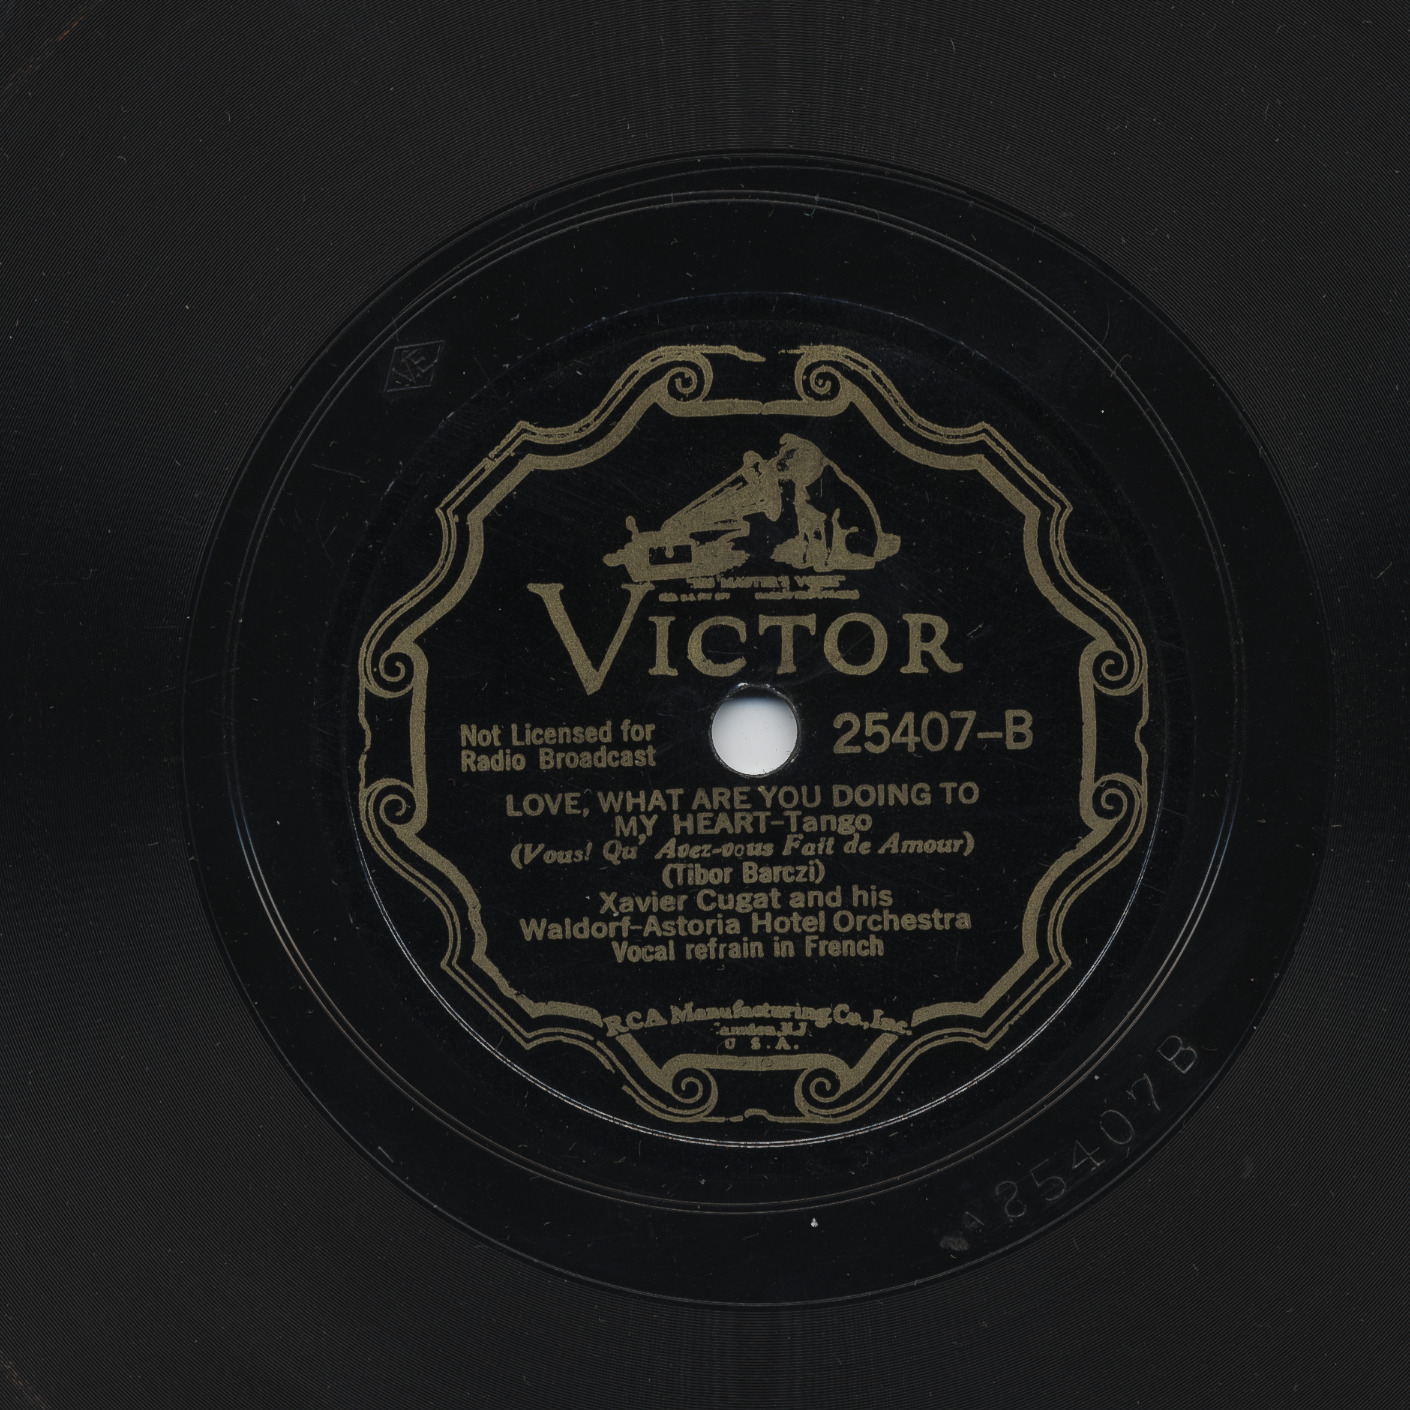 "HIS MASTER'S VOICE"
VICTOR
Not Licensed for
Radio Broadcast
25407-B
LOVE, WHAT ARE YOU DOING TO
MY HEART-Tango
(Vous! Qu' Avez-vous Fait de Amour)
(Tibor Barczi)
Xavier Cugat and his
Waldorf-Astoria Hotel Orchestra
Vocal refrain in French
RCA Manufacturing Co., Inc.
Camden, N.J.
U.S.A.
25407B